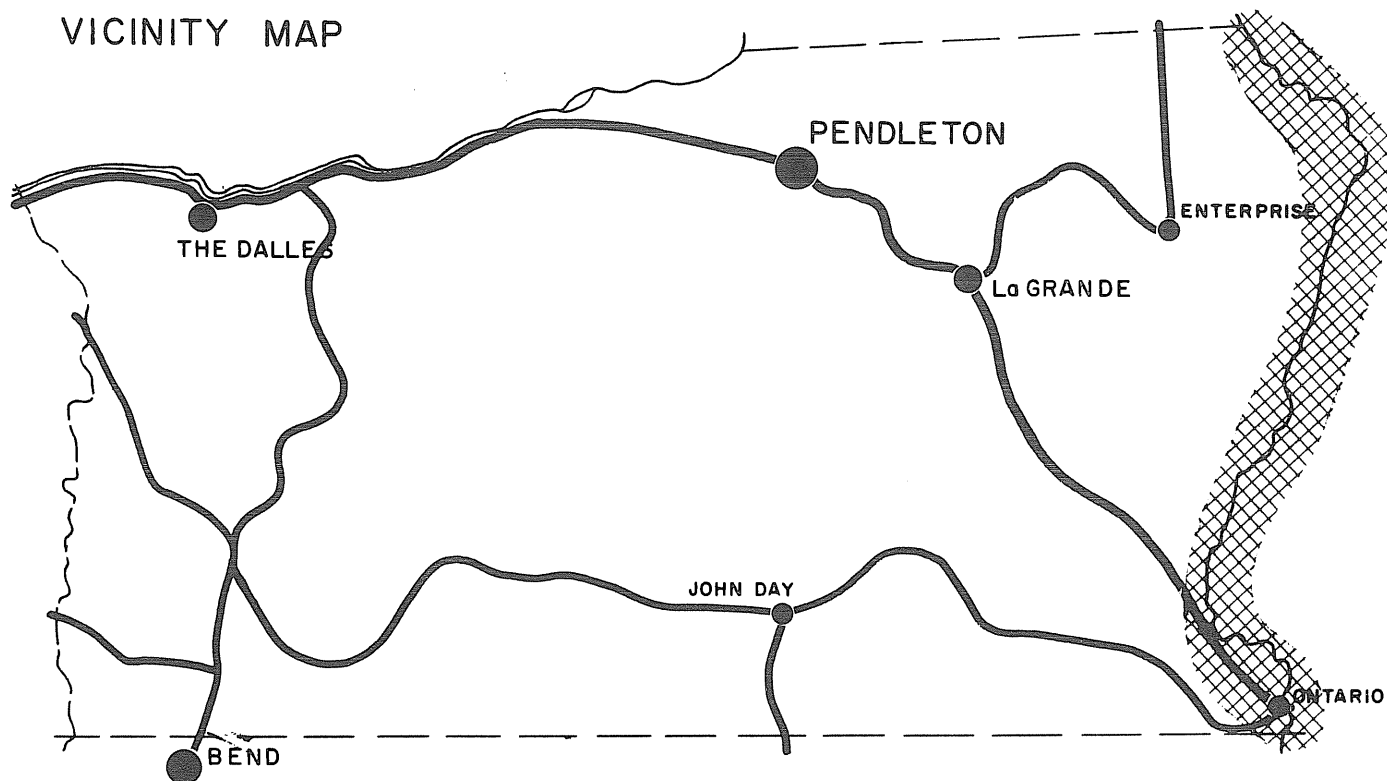 VICINITY MAP
PENDLETON
ENTERPRISE
THE DALLES
La GRANDE
JOHN DAY
ONTARIO
BEND